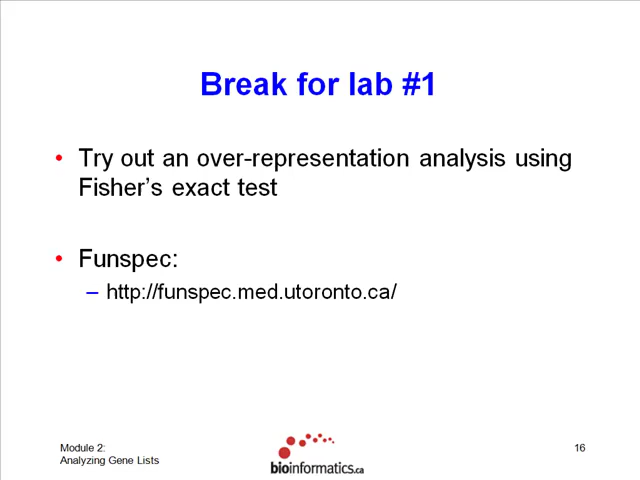 Break for lab #1
• Try out an over-representation analysis using
Fisher's exact test
• Funspec:
– http://funspec.med.utoronto.ca/
Module 2:
Analyzing Gene Lists
bioinformatics.ca
16